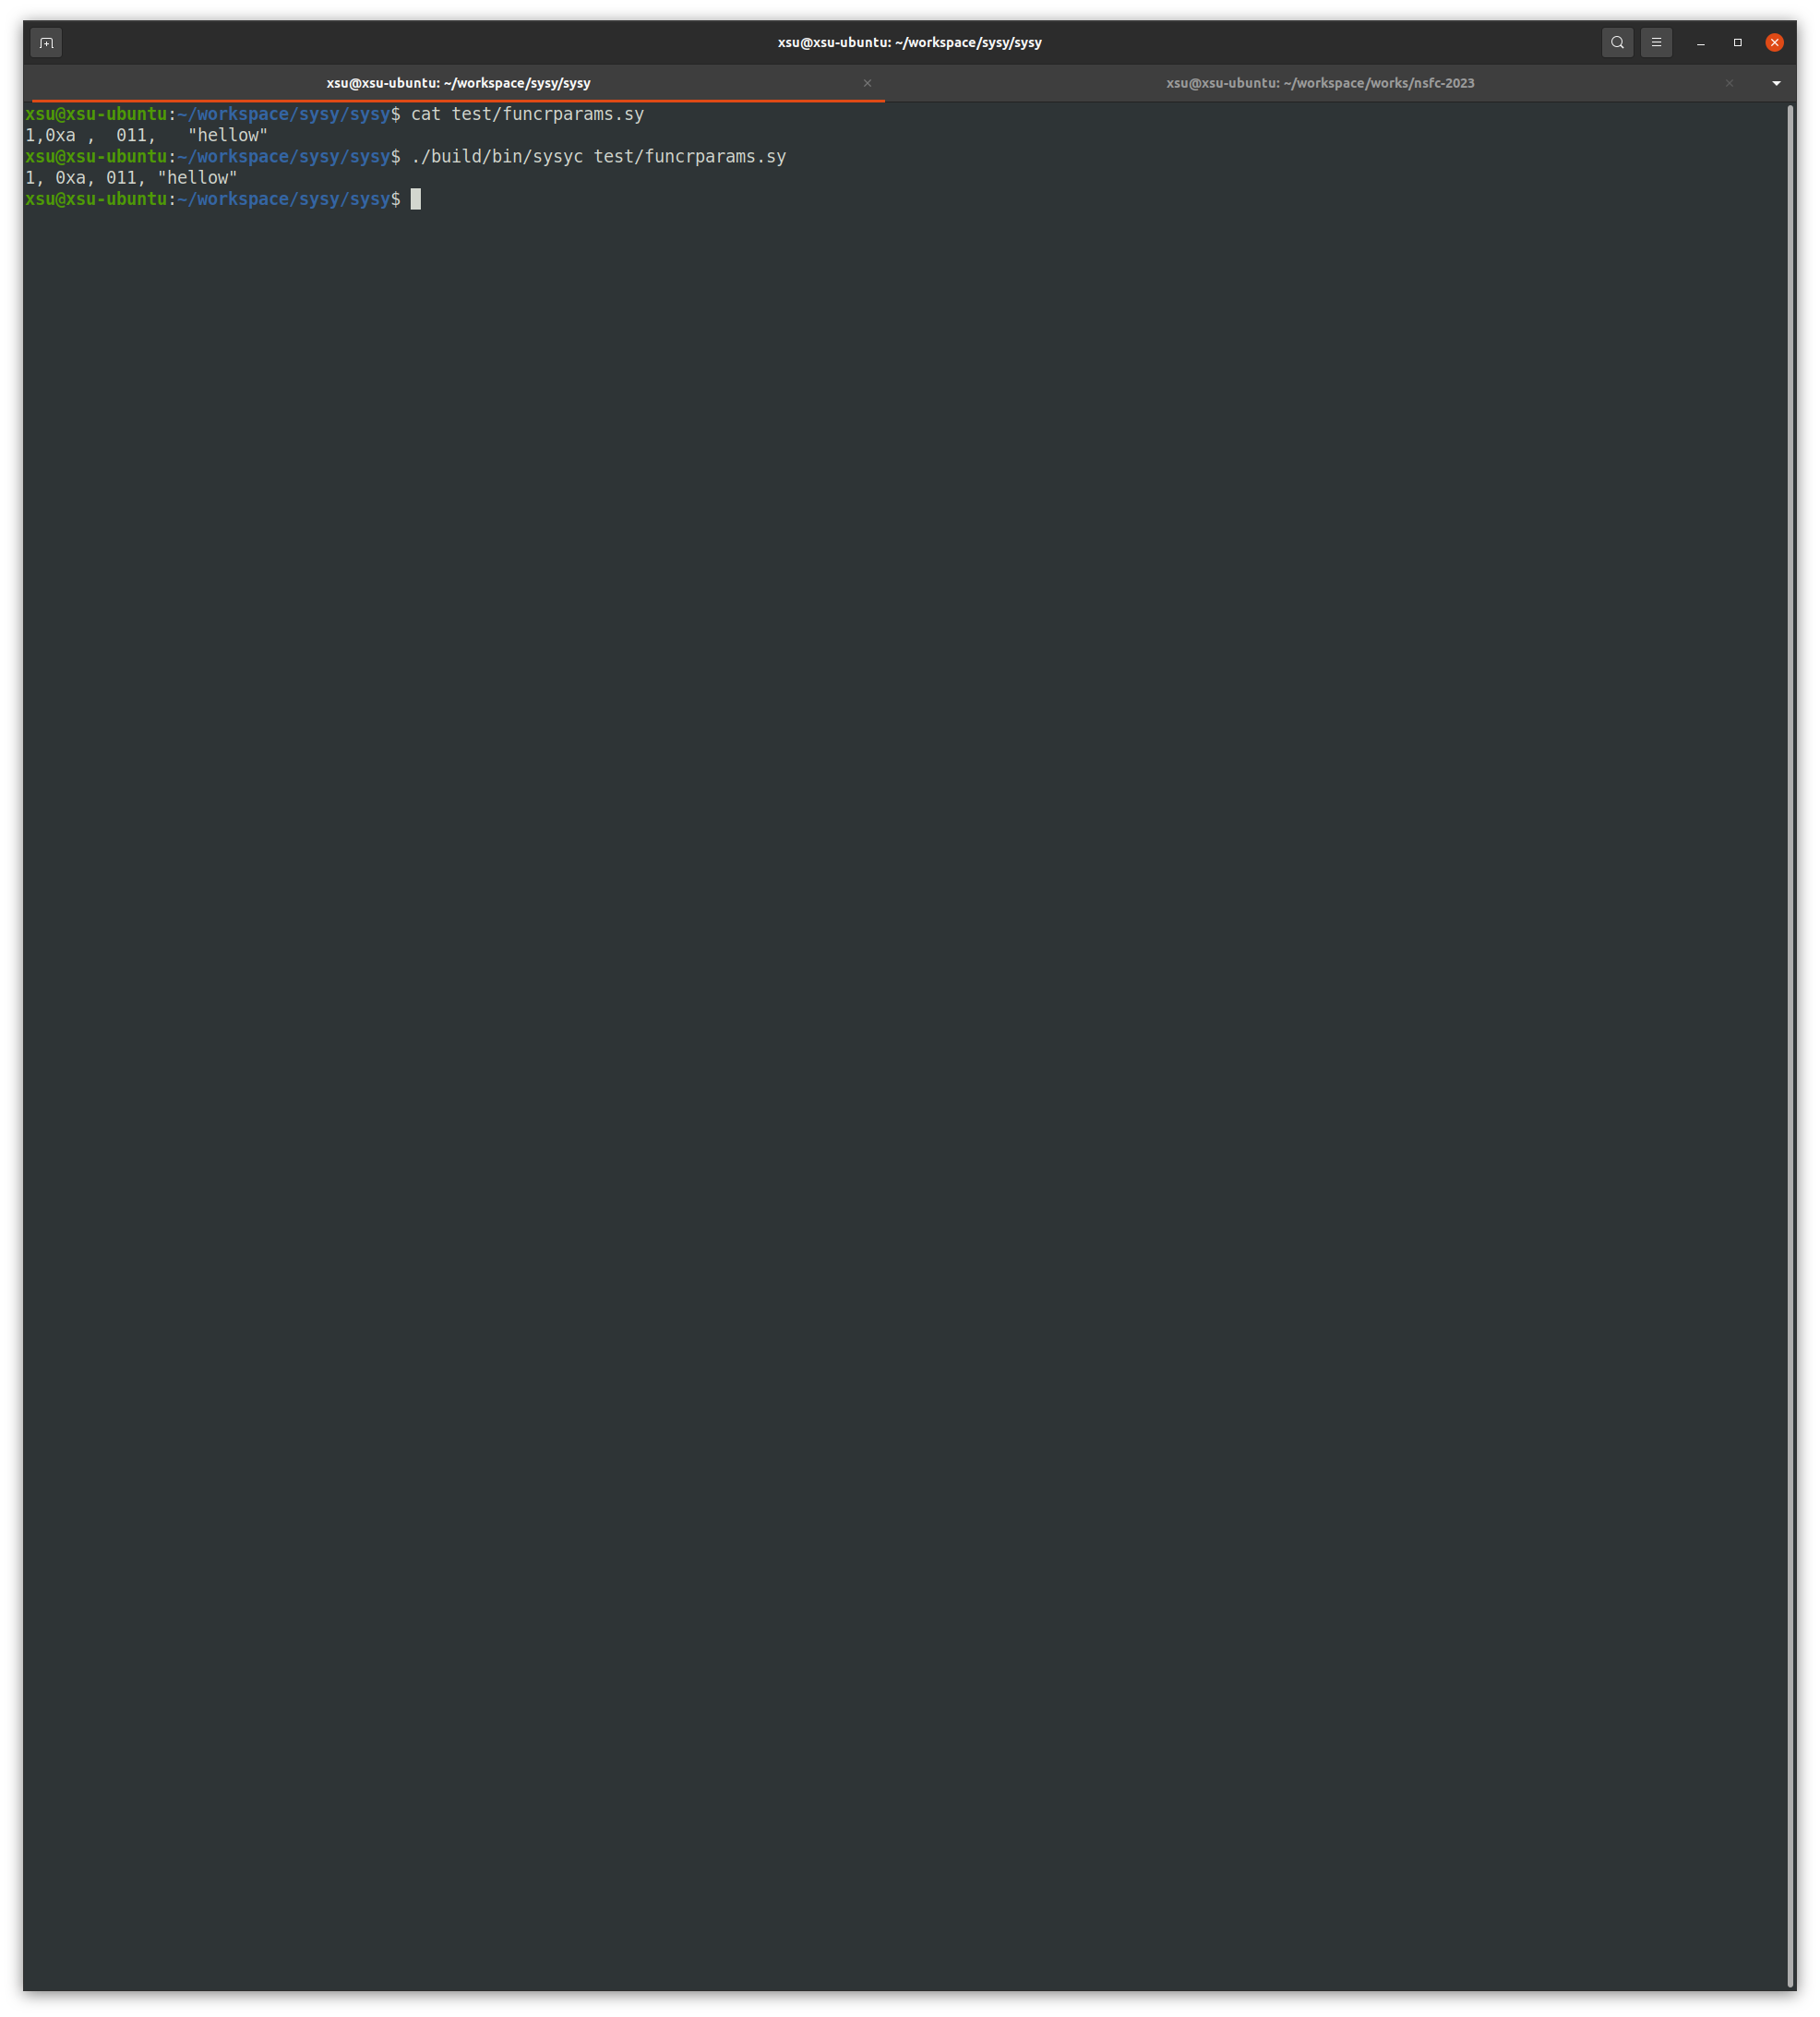 xsu@xsu-ubuntu: ~/workspace/sysy/sysy
xsu@xsu-ubuntu: ~/workspace/sysy/sysy
xsu@xsu-ubuntu: ~/workspace/works/nsfc-2023
xsu@xsu-ubuntu:~/workspace/sysy/sysy$ cat test/funcrparams.sy
1,0xa ,  011,   "hellow"
xsu@xsu-ubuntu:~/workspace/sysy/sysy$ ./build/bin/sysyc test/funcrparams.sy
1, 0xa, 011, "hellow"
xsu@xsu-ubuntu:~/workspace/sysy/sysy$